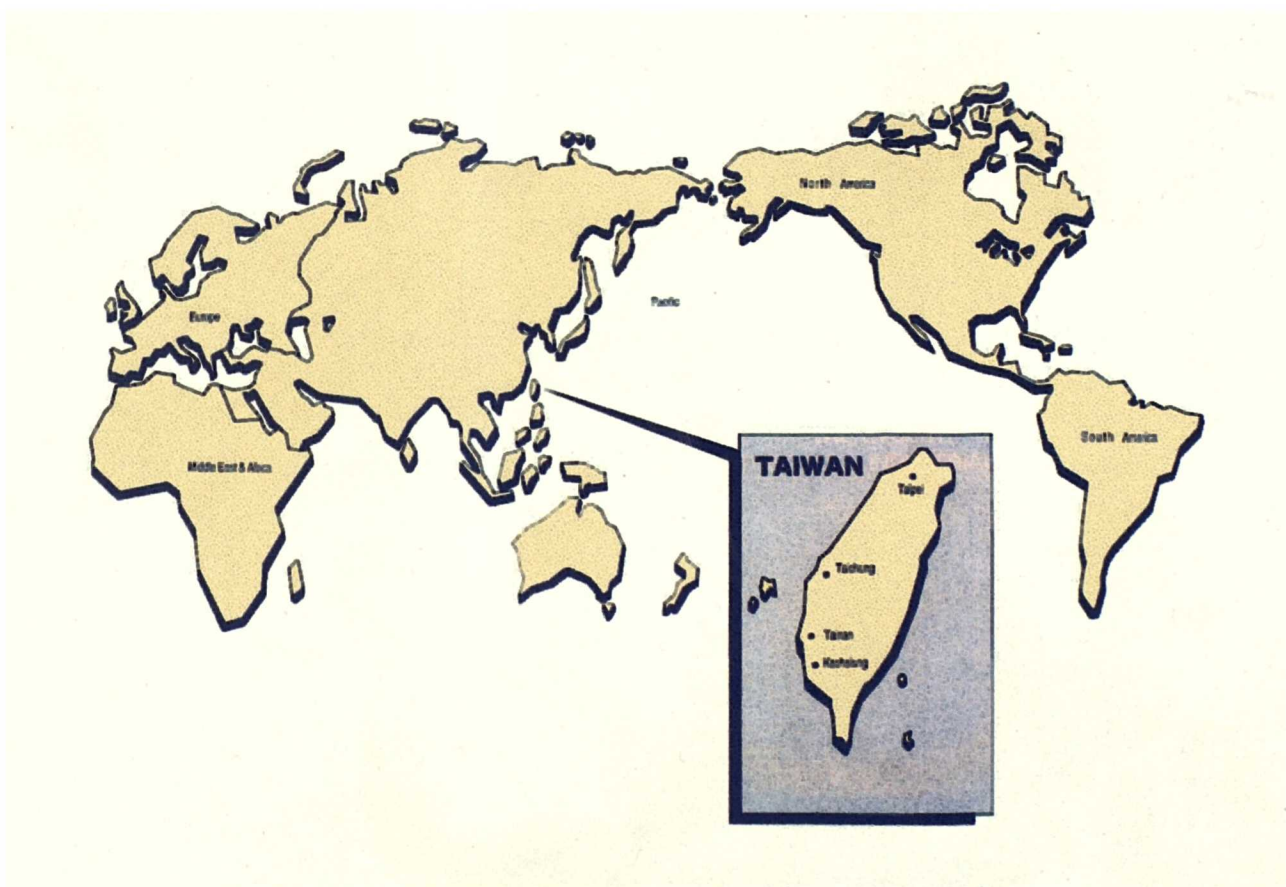 North America
Europe
Pacific
South America
Middle East & Africa
TAIWAN
Taipei
Taichung
Tainan
Kaohsiung